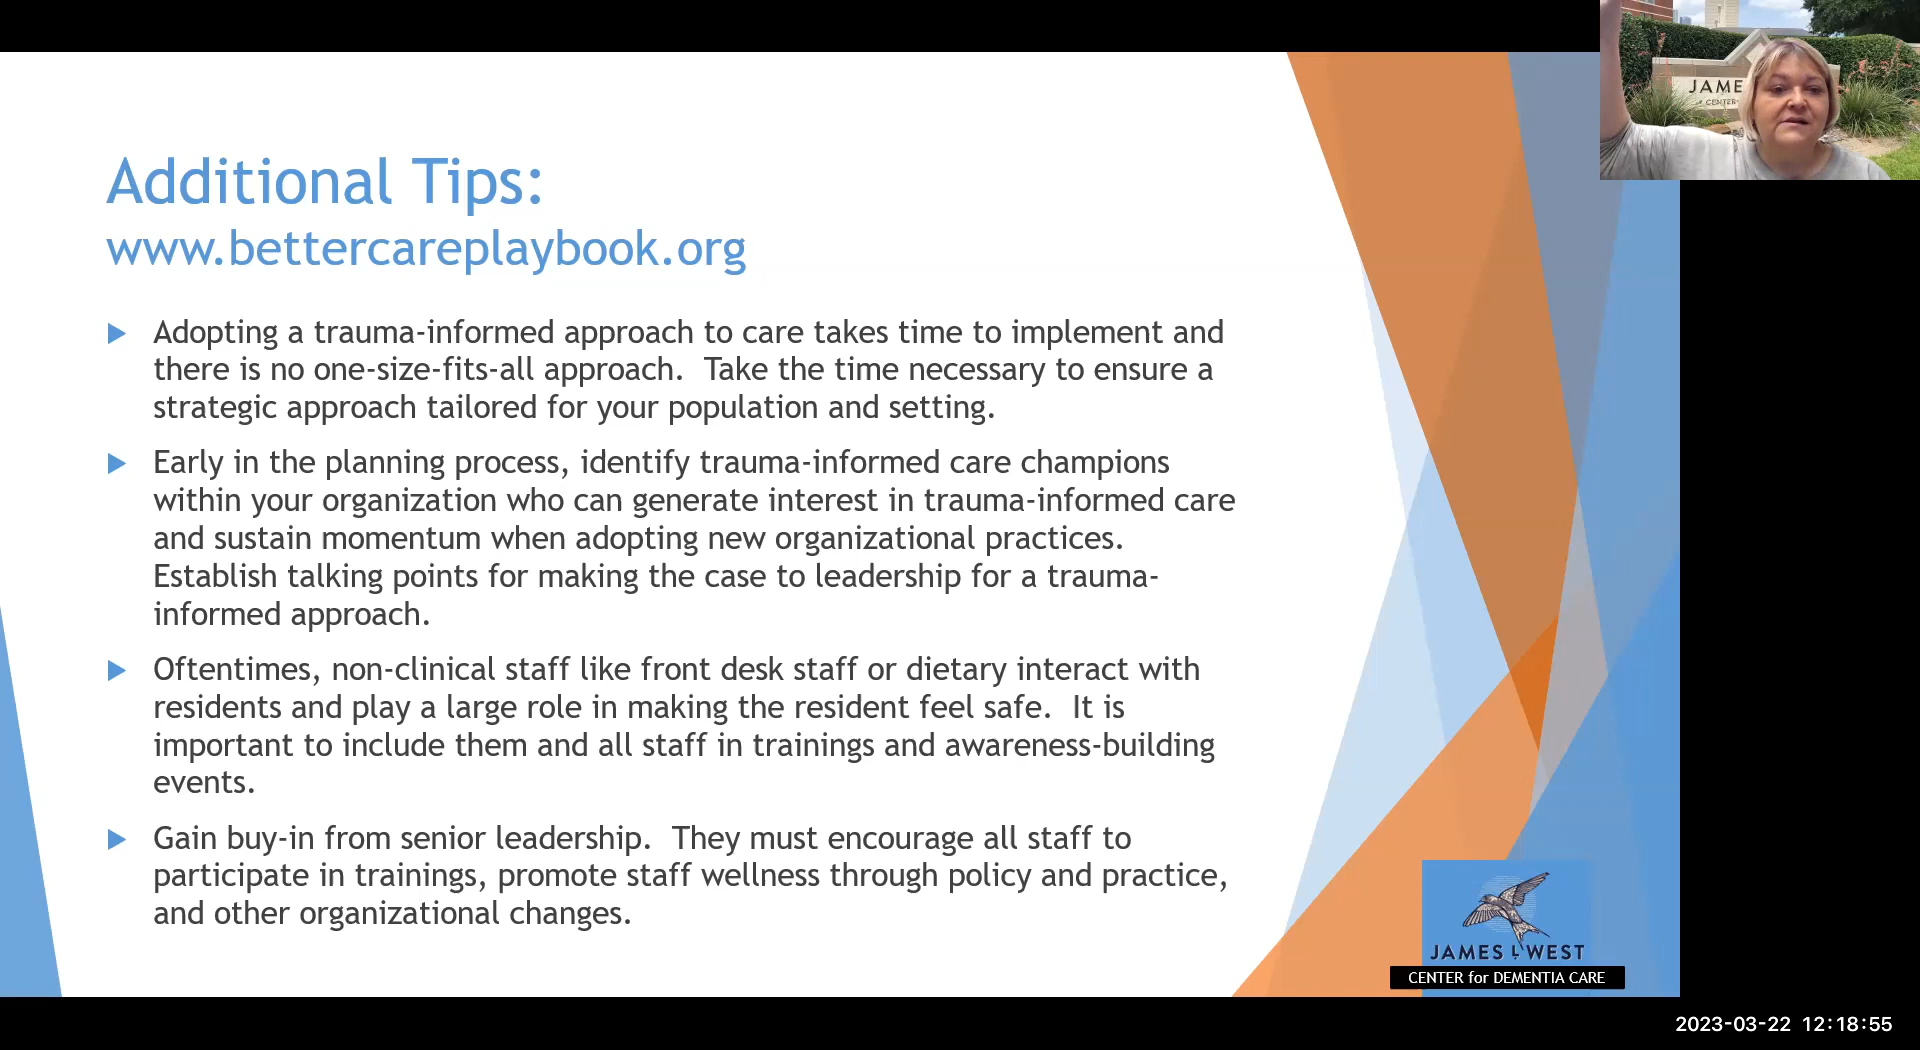 Additional Tips:
www.bettercareplaybook.org
Adopting a trauma-informed approach to care takes time to implement and
there is no one-size-fits-all approach.  Take the time necessary to ensure a
strategic approach tailored for your population and setting.
Early in the planning process, identify trauma-informed care champions
within your organization who can generate interest in trauma-informed care
and sustain momentum when adopting new organizational practices.
Establish talking points for making the case to leadership for a trauma-
informed approach.
Oftentimes, non-clinical staff like front desk staff or dietary interact with
residents and play a large role in making the resident feel safe.  It is
important to include them and all staff in trainings and awareness-building
events.
Gain buy-in from senior leadership.  They must encourage all staff to
participate in trainings, promote staff wellness through policy and practice,
and other organizational changes.
JAMES L WEST
CENTER for DEMENTIA CARE
JAME
CENTER
2023-03-22 12:18:55